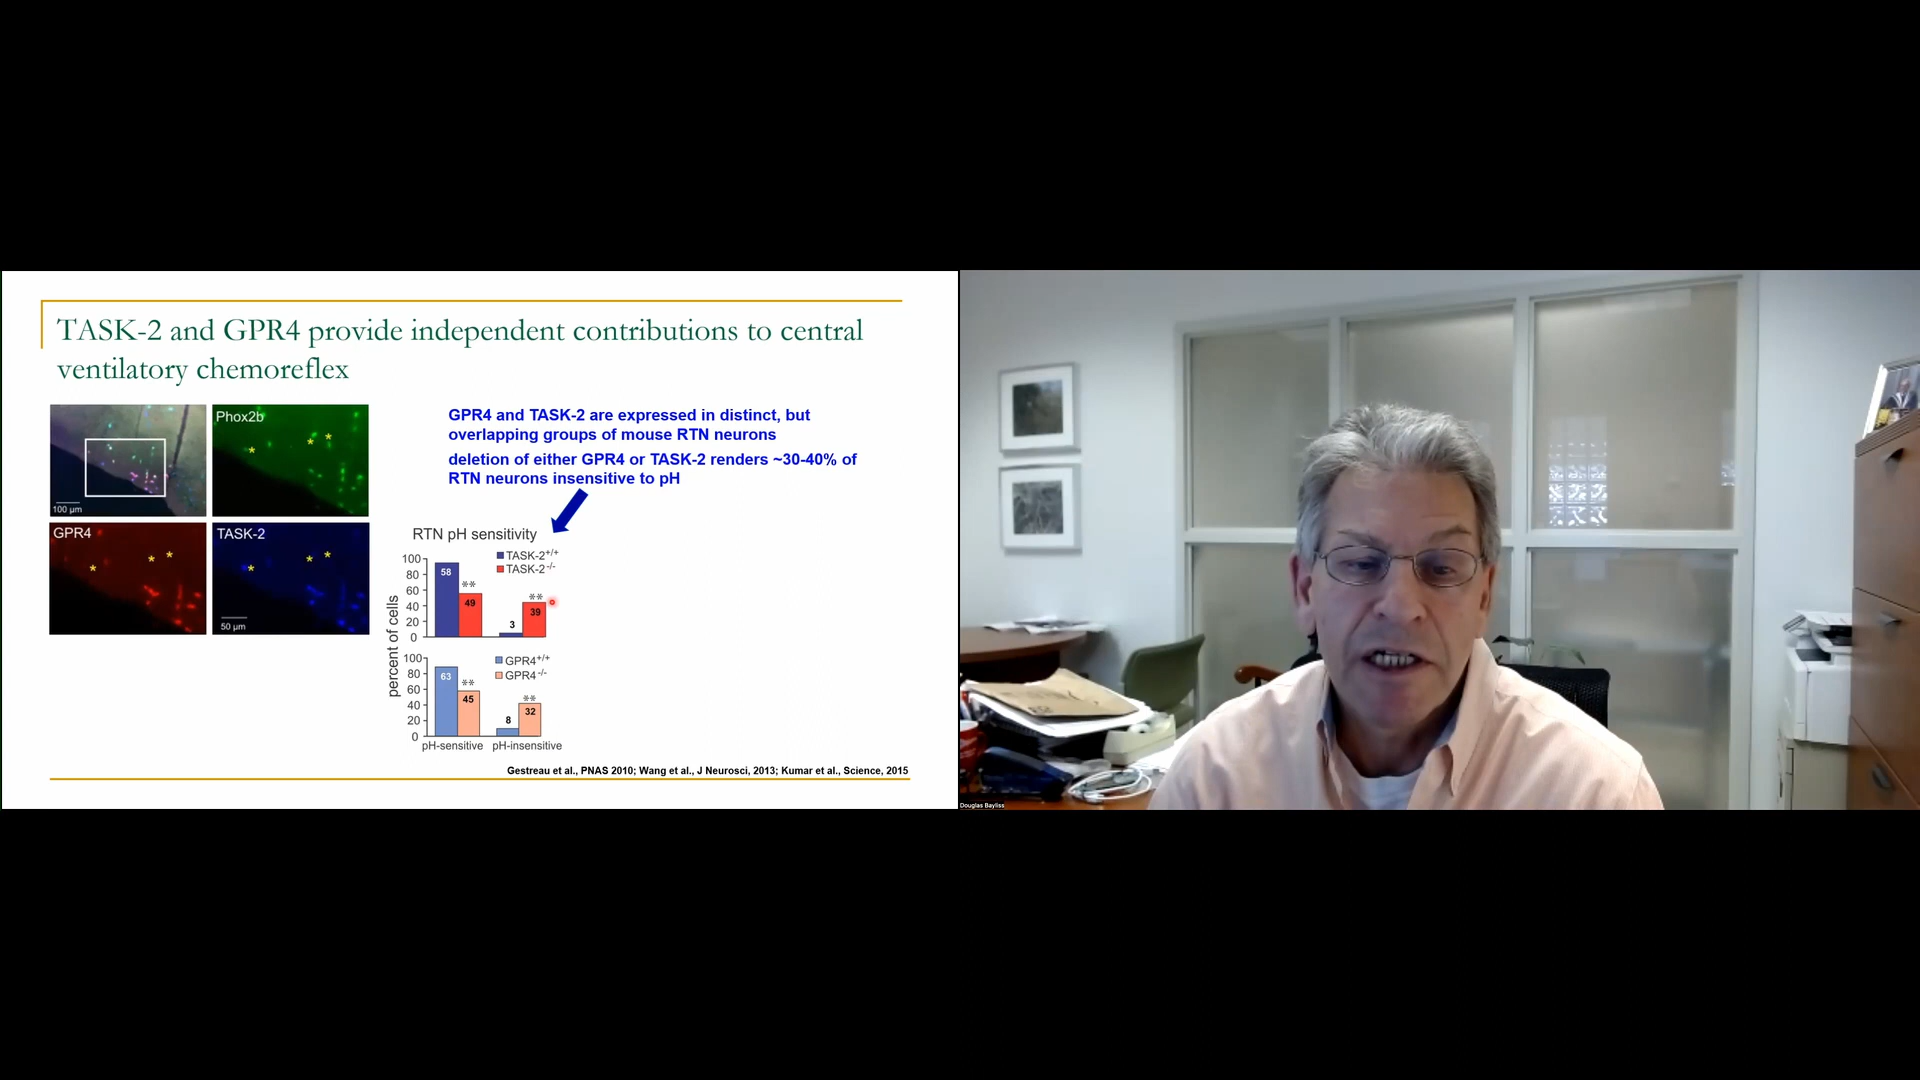 TASK-2 and GPR4 provide independent contributions to central
ventilatory chemoreflex
Phox2b
100 µm
GPR4
TASK-2
50 µm
GPR4 and TASK-2 are expressed in distinct, but
overlapping groups of mouse RTN neurons
deletion of either GPR4 or TASK-2 renders ~30-40% of
RTN neurons insensitive to pH
RTN pH sensitivity
percent of cells
100
80
60
40
20
0
TASK-2+/+
TASK-2-/-
58
**
49
3
**
39
100
80
60
40
20
0
GPR4+/+
GPR4-/-
63
**
45
8
**
32
pH-sensitive pH-insensitive
Gestreau et al., PNAS 2010; Wang et al., J Neurosci, 2013; Kumar et al., Science, 2015
Douglas Bayliss